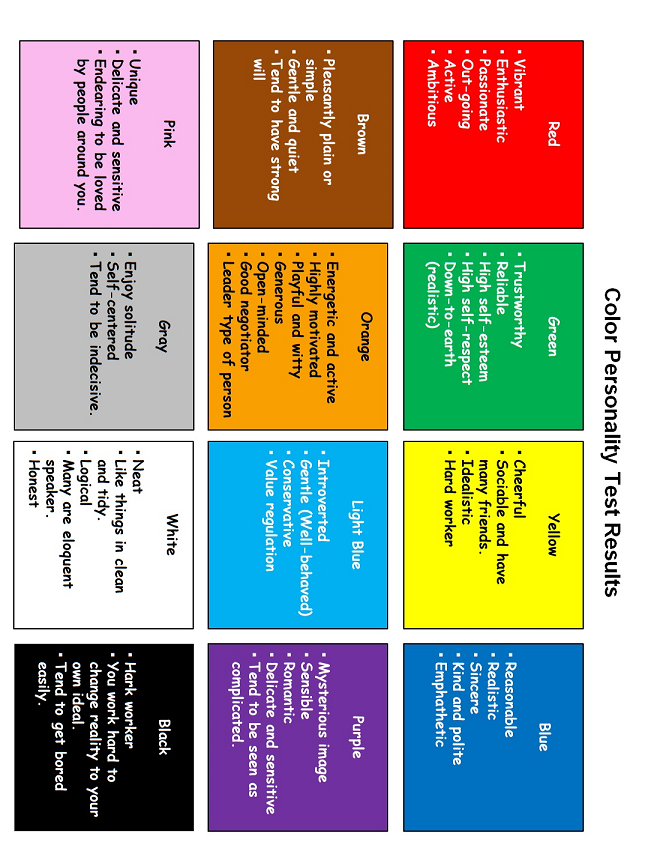 Color Personality Test Results
Red
▪ Vibrant
▪ Enthusiastic
▪ Passionate
▪ Out-going
▪ Active
▪ Ambitious
Green
▪ Trustworthy
▪ Reliable
▪ High self-esteem
▪ High self-respect
▪ Down-to-earth
(realistic)
Yellow
▪ Cheerful
▪ Sociable and have
many friends.
▪ Idealistic
▪ Hard worker
Blue
▪ Reasonable
▪ Realistic
▪ Sincere
▪ Kind and polite
▪ Emphathetic
Brown
▪ Pleasantly plain or
simple
▪ Gentle and quiet
▪ Tend to have strong
will
Orange
▪ Energetic and active
▪ Highly motivated
▪ Playful and witty
▪ Generous
▪ Open-minded
▪ Good negotiator
▪ Leader type of person
Light Blue
▪ Introverted
▪ Gentle (Well-behaved)
▪ Conservative
▪ Value regulation
Purple
▪ Mysterious image
▪ Sensible
▪ Romantic
▪ Delicate and sensitive
▪ Tend to be seen as
complicated.
Pink
▪ Unique
▪ Delicate and sensitive
▪ Endearing to be loved
by people around you.
Gray
▪ Enjoy solitude
▪ Self-centered
▪ Tend to be indecisive.
White
▪ Neat
▪ Like things in clean
and tidy.
▪ Logical
▪ Many are eloquent
speaker.
▪ Honest
Black
▪ Hark worker
▪ You work hard to
change reality to your
own ideal.
▪ Tend to get bored
easily.